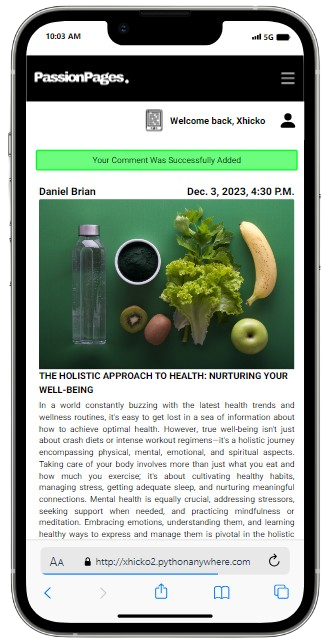 10:03 AM 5G
PassionPages.
Welcome back, Xhicko
Your Comment Was Successfully Added
Daniel Brian Dec. 3, 2023, 4:30 P.M.
THE HOLISTIC APPROACH TO HEALTH: NURTURING YOUR
WELL-BEING
In a world constantly buzzing with the latest health trends and
wellness routines, it's easy to get lost in a sea of information about
how to achieve optimal health. However, true well-being isn't just
about crash diets or intense workout regimens—it's a holistic journey
encompassing physical, mental, emotional, and spiritual aspects.
Taking care of your body involves more than just what you eat and
how much you exercise; it's about cultivating healthy habits,
managing stress, getting adequate sleep, and nurturing meaningful
connections. Mental health is equally crucial, addressing stressors,
seeking support when needed, and practicing mindfulness or
meditation. Embracing emotions, understanding them, and learning
healthy ways to express and manage them is pivotal in the holistic
AA http://xhicko2.pythonanywhere.com